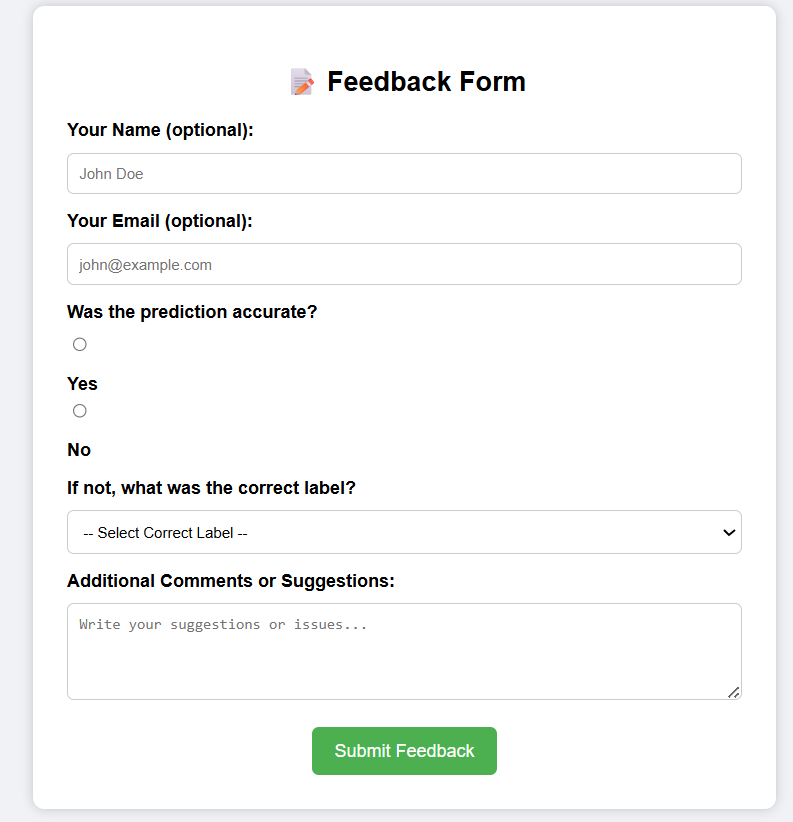 Feedback Form
Your Name (optional):
John Doe
Your Email (optional):
john@example.com
Was the prediction accurate?
Yes
No
If not, what was the correct label?
-- Select Correct Label --
Additional Comments or Suggestions:
Write your suggestions or issues...
Submit Feedback